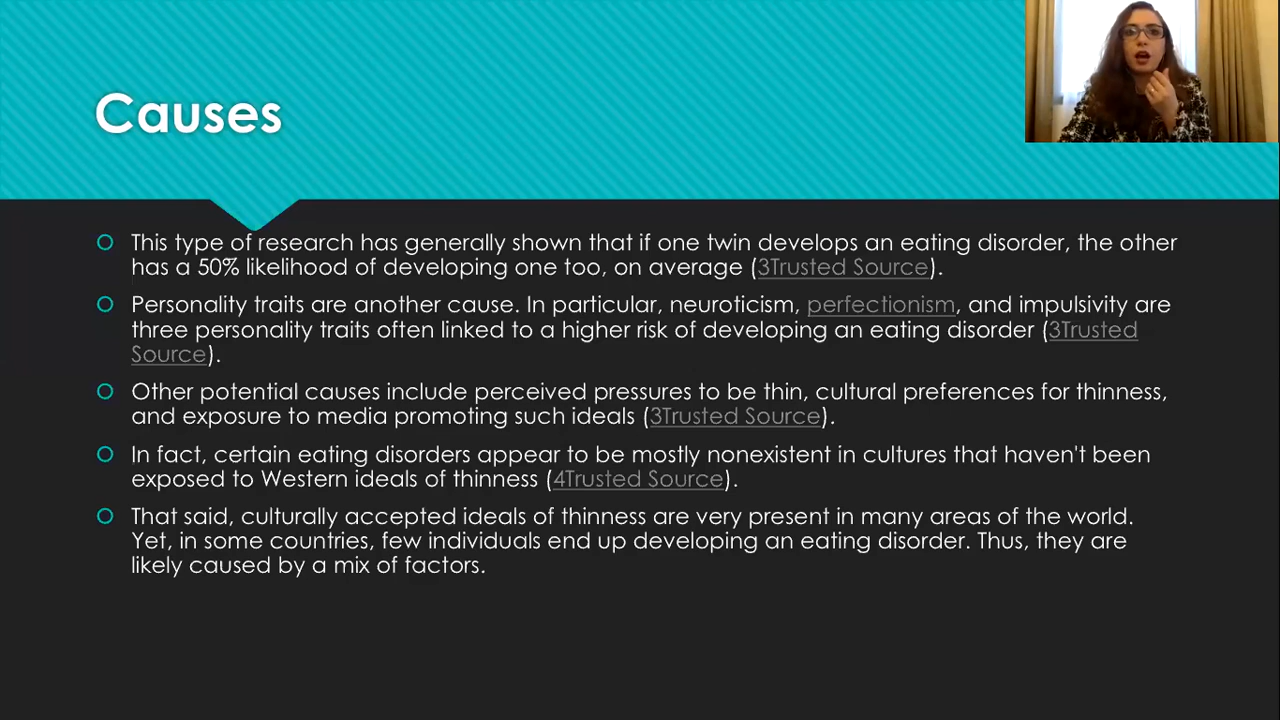 Causes
This type of research has generally shown that if one twin develops an eating disorder, the other
has a 50% likelihood of developing one too, on average (3Trusted Source).
Personality traits are another cause. In particular, neuroticism, perfectionism, and impulsivity are
three personality traits often linked to a higher risk of developing an eating disorder (3Trusted
Source).
Other potential causes include perceived pressures to be thin, cultural preferences for thinness,
and exposure to media promoting such ideals (3Trusted Source).
In fact, certain eating disorders appear to be mostly nonexistent in cultures that haven't been
exposed to Western ideals of thinness (4Trusted Source).
That said, culturally accepted ideals of thinness are very present in many areas of the world.
Yet, in some countries, few individuals end up developing an eating disorder. Thus, they are
likely caused by a mix of factors.